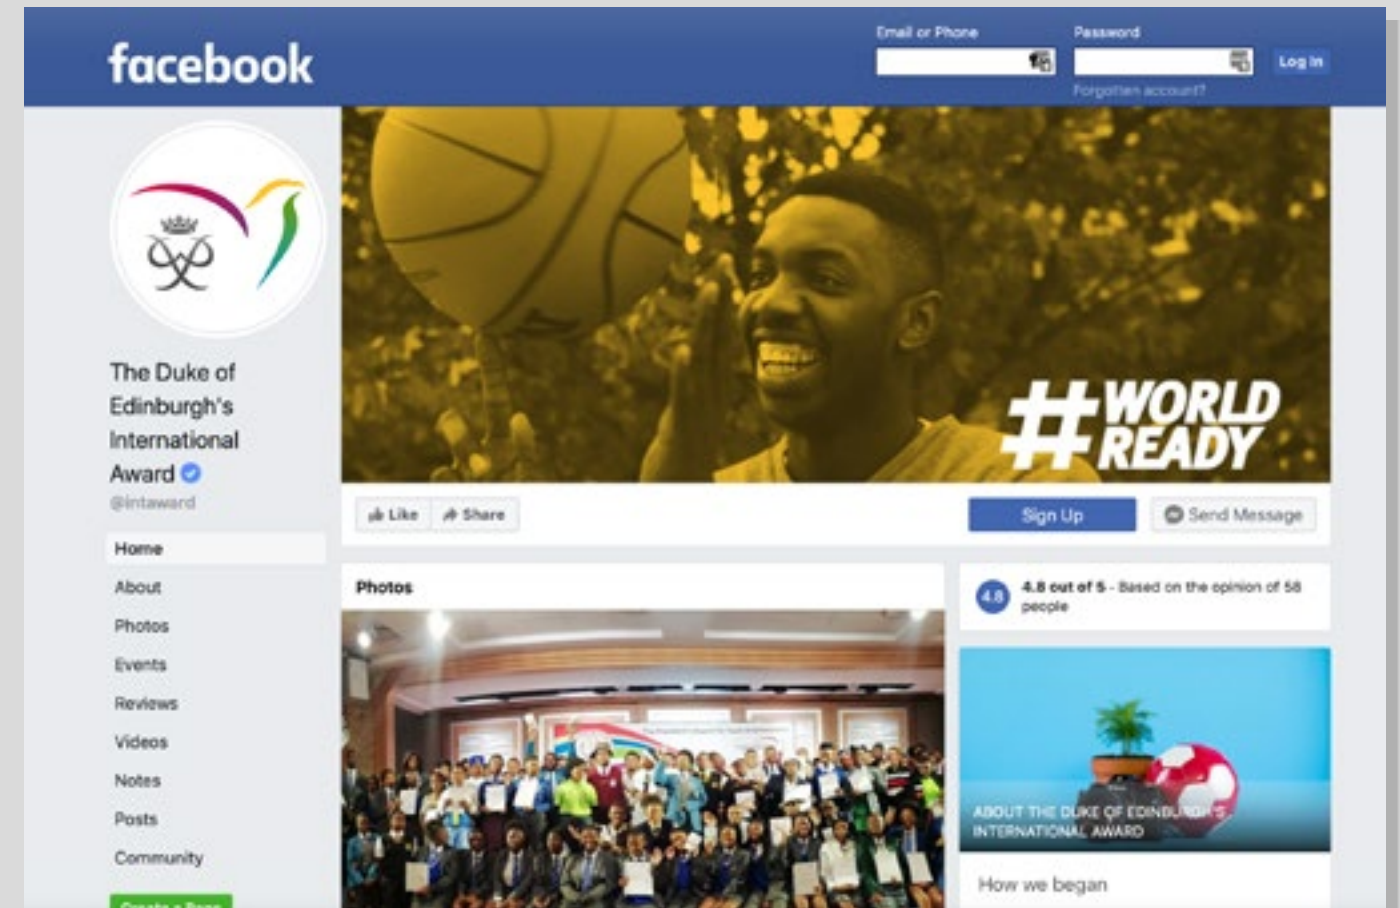 facebook
Email or Phone
Password
Log In
Forgotten account?
The Duke of
Edinburgh's
International
Award
@intaward
#WORLD
READY
Like
Share
Sign Up
Send Message
Home
About
Photos
Events
Reviews
Videos
Notes
Posts
Community
Create a Page
Photos
4.8
4.8 out of 5 - Based on the opinion of 58
people
ABOUT THE DUKE OF EDINBURGH'S
INTERNATIONAL AWARD
How we began